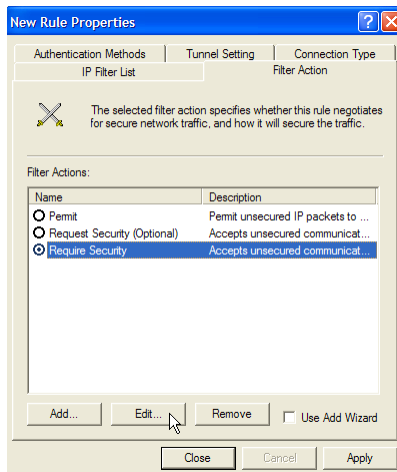 New Rule Properties
Authentication Methods Tunnel Setting Connection Type
IP Filter List Filter Action
The selected filter action specifies whether this rule negotiates
for secure network traffic, and how it will secure the traffic.
Filter Actions:
Name Description
Permit Permit unsecured IP packets to ...
Request Security (Optional) Accepts unsecured communicat...
Require Security Accepts unsecured communicat...
Add... Edit... Remove Use Add Wizard
Close Cancel Apply